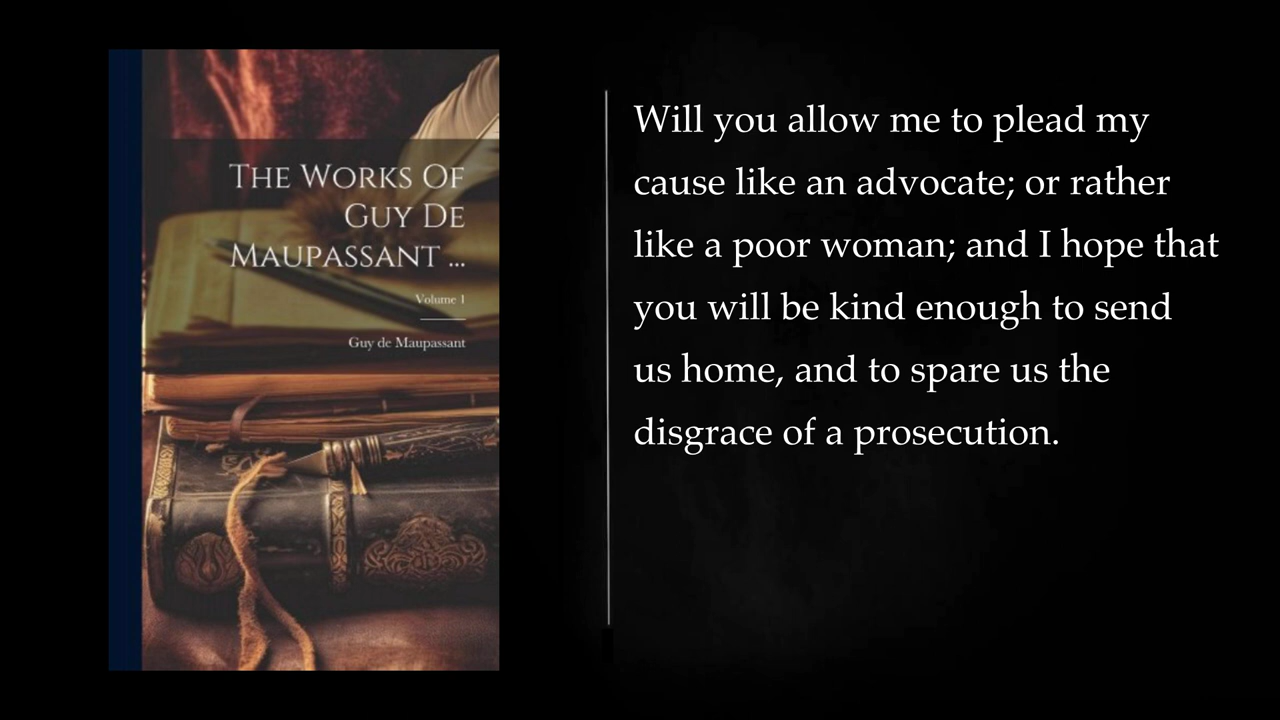 THE WORKS OF
GUY DE
MAUPASSANT ...
Volume 1
Guy de Maupassant
Will you allow me to plead my
cause like an advocate; or rather
like a poor woman; and I hope that
you will be kind enough to send
us home, and to spare us the
disgrace of a prosecution.